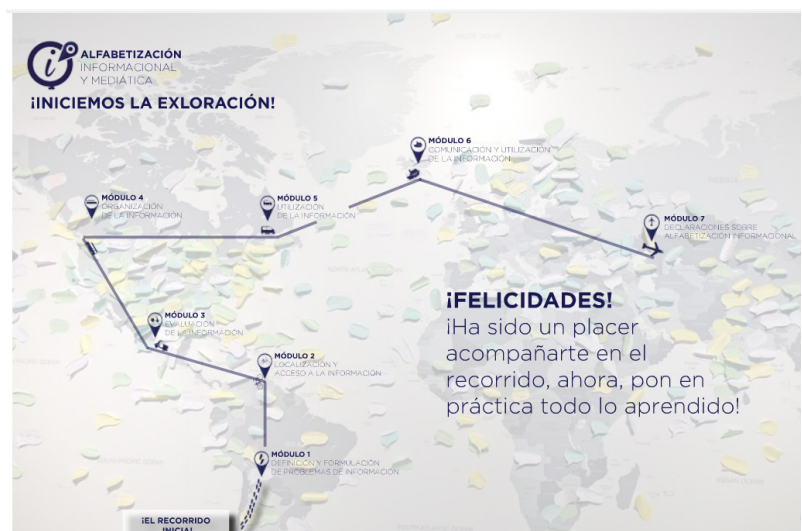 ALFABETIZACIÓN
INFORMACIONAL
Y MEDIÁTICA
¡INICIEMOS LA EXLORACIÓN!
MÓDULO 6
COMUNICACIÓN Y UTILIZACIÓN
DE LA INFORMACIÓN
MÓDULO 4
ORGANIZACIÓN
DE LA INFORMACIÓN
MÓDULO 5
UTILIZACIÓN
DE LA INFORMACIÓN
MÓDULO 7
DECLARACIONES SOBRE
ALFABETIZACIÓN INFORMACIONAL
¡FELICIDADES!
¡Ha sido un placer
acompañarte en el
recorrido, ahora, pon en
práctica todo lo aprendido!
MÓDULO 3
EVALUACIÓN
DE LA INFORMACIÓN
MÓDULO 2
LOCALIZACIÓN Y
ACCESO A LA INFORMACIÓN
MÓDULO 1
DEFINICIÓN Y FORMULACIÓN
DE PROBLEMAS DE INFORMACIÓN
¡EL RECORRIDO
INICIA!